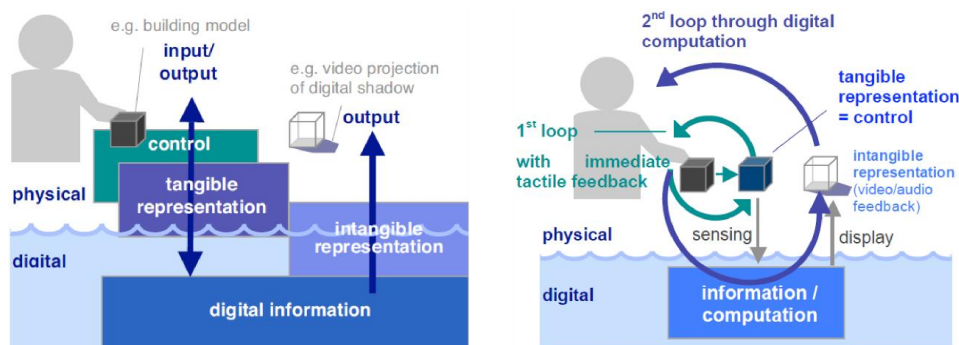 e.g. building model
input/
output
e.g. video projection
of digital shadow
output
control
tangible
representation
physical
intangible
representation
digital
digital information
2nd loop through digital
computation
tangible
representation
= control
1st loop
with immediate
tactile feedback
intangible
representation
(video/audio
feedback)
physical
sensing
display
digital
information /
computation